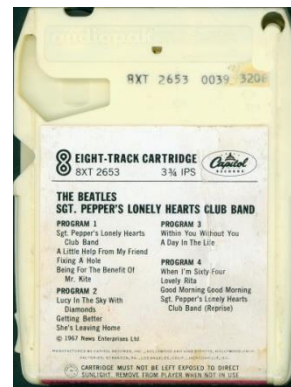 8XT 2653 0039 3208
8 EIGHT-TRACK CARTRIDGE
8XT 2653 3¾ IPS
Capitol
RECORDS
THE BEATLES
SGT. PEPPER'S LONELY HEARTS CLUB BAND
PROGRAM 1
Sgt. Pepper's Lonely Hearts
Club Band
A Little Help From My Friend
Fixing A Hole
Being For The Benefit Of
Mr. Kite
PROGRAM 2
Lucy In The Sky With
Diamonds
Getting Better
She's Leaving Home
PROGRAM 3
Within You Without You
A Day In The Life
PROGRAM 4
When I'm Sixty Four
Lovely Rita
Good Morning Good Morning
Sgt. Pepper's Lonely Hearts
Club Band (Reprise)
℗ 1967 News Enterprises Ltd
CARTRIDGE MUST NOT BE LEFT EXPOSED TO DIRECT
SUNLIGHT. REMOVE FROM PLAYER WHEN NOT IN USE